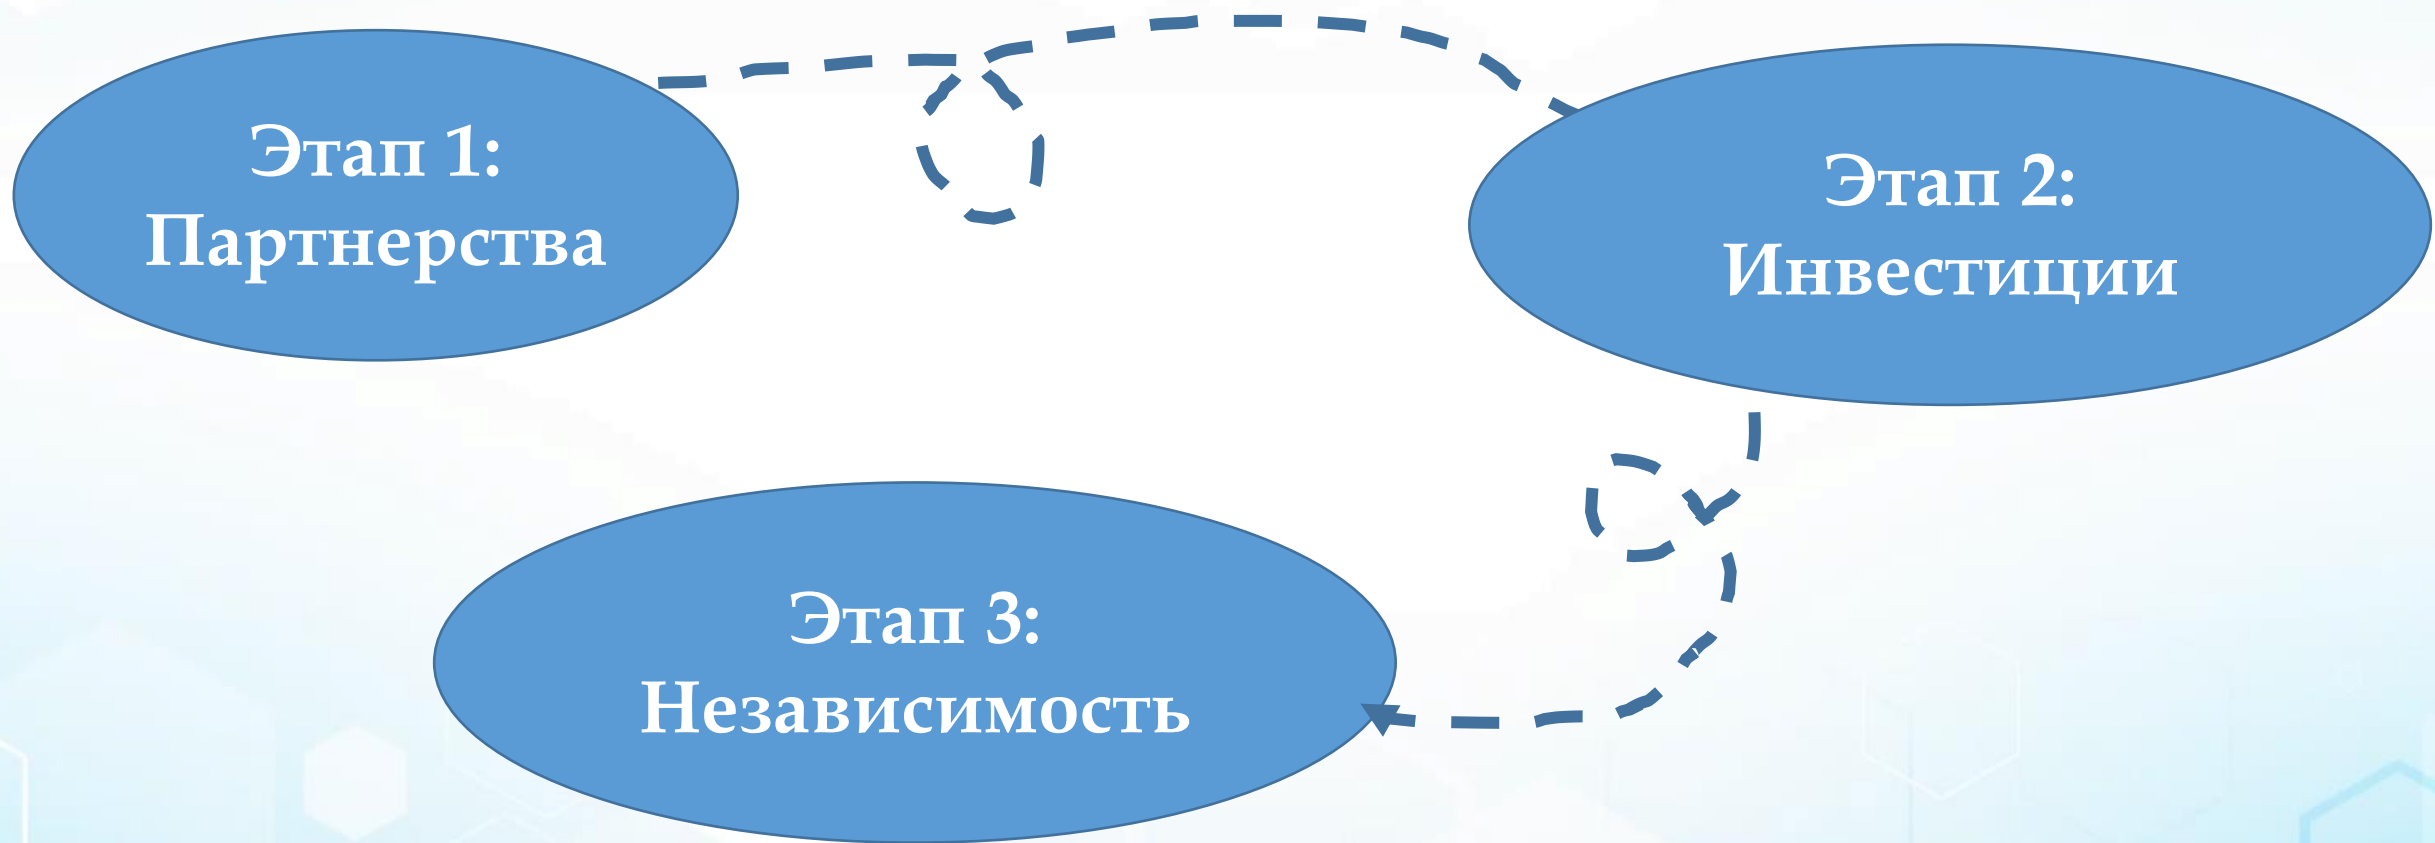 Этап 1:
Партнерства
Этап 2:
Инвестиции
Этап 3:
Независимость